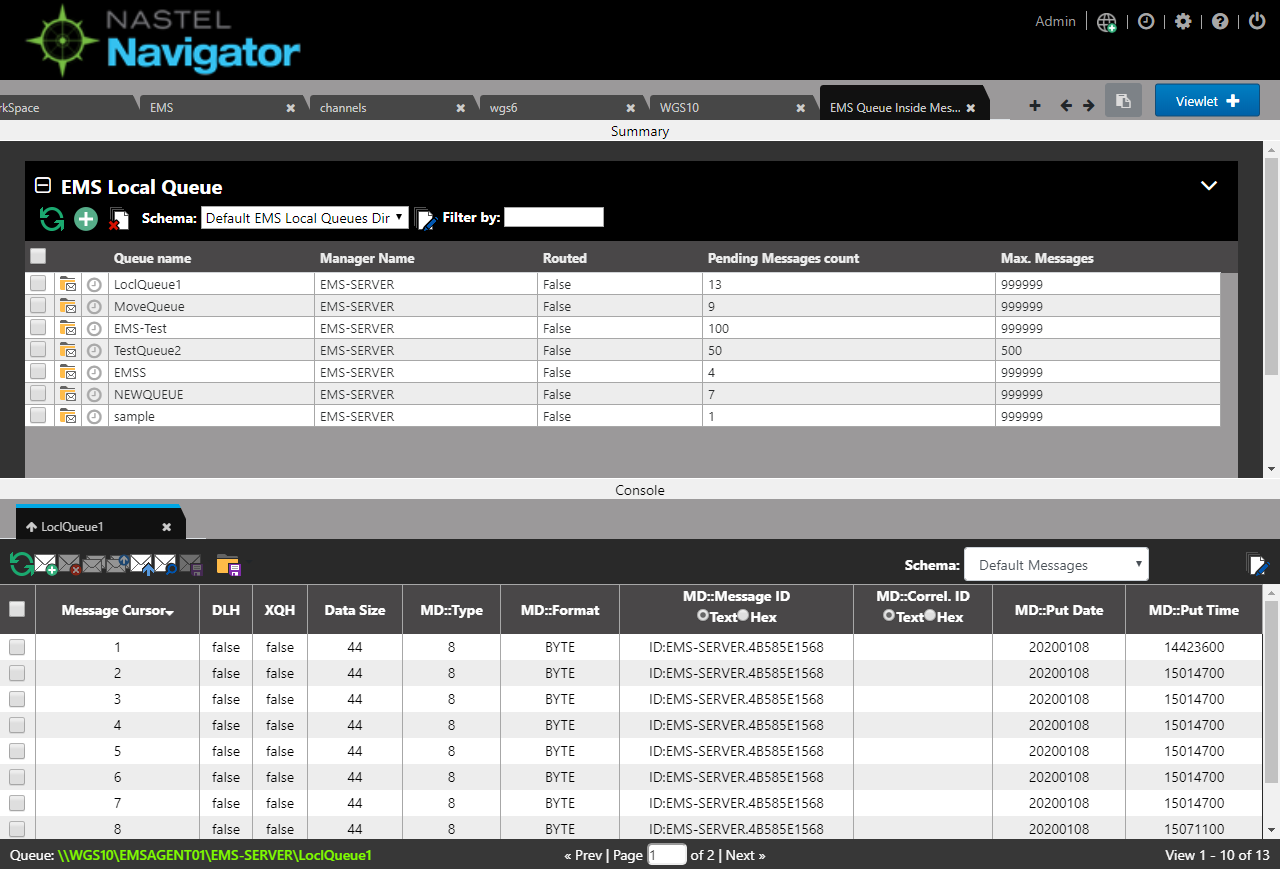 NASTEL
Navigator
Admin
rkSpace EMS channels wgs6 WGS10 EMS Queue Inside Mes... Viewlet
Summary
EMS Local Queue
Schema: Default EMS Local Queues Dir Filter by:
Queue name Manager Name Routed Pending Messages count Max. Messages
LoclQueue1 EMS-SERVER False 13 999999
MoveQueue EMS-SERVER False 9 999999
EMS-Test EMS-SERVER False 100 999999
TestQueue2 EMS-SERVER False 50 500
EMSS EMS-SERVER False 4 999999
NEWQUEUE EMS-SERVER False 7 999999
sample EMS-SERVER False 1 999999
Console
LoclQueue1
Schema: Default Messages
Message Cursor DLH XQH Data Size MD::Type MD::Format MD::Message ID Text Hex MD::Correl. ID Text Hex MD::Put Date MD::Put Time
1 false false 44 8 BYTE ID:EMS-SERVER.4B585E1568 20200108 14423600
2 false false 44 8 BYTE ID:EMS-SERVER.4B585E1568 20200108 15014700
3 false false 44 8 BYTE ID:EMS-SERVER.4B585E1568 20200108 15014700
4 false false 44 8 BYTE ID:EMS-SERVER.4B585E1568 20200108 15014700
5 false false 44 8 BYTE ID:EMS-SERVER.4B585E1568 20200108 15014700
6 false false 44 8 BYTE ID:EMS-SERVER.4B585E1568 20200108 15014700
7 false false 44 8 BYTE ID:EMS-SERVER.4B585E1568 20200108 15014700
8 false false 44 8 BYTE ID:EMS-SERVER.4B585E1568 20200108 15071100
Queue: \\WGS10\EMSAGENT01\EMS-SERVER\LoclQueue1 « Prev | Page 1 of 2 | Next » View 1 - 10 of 13